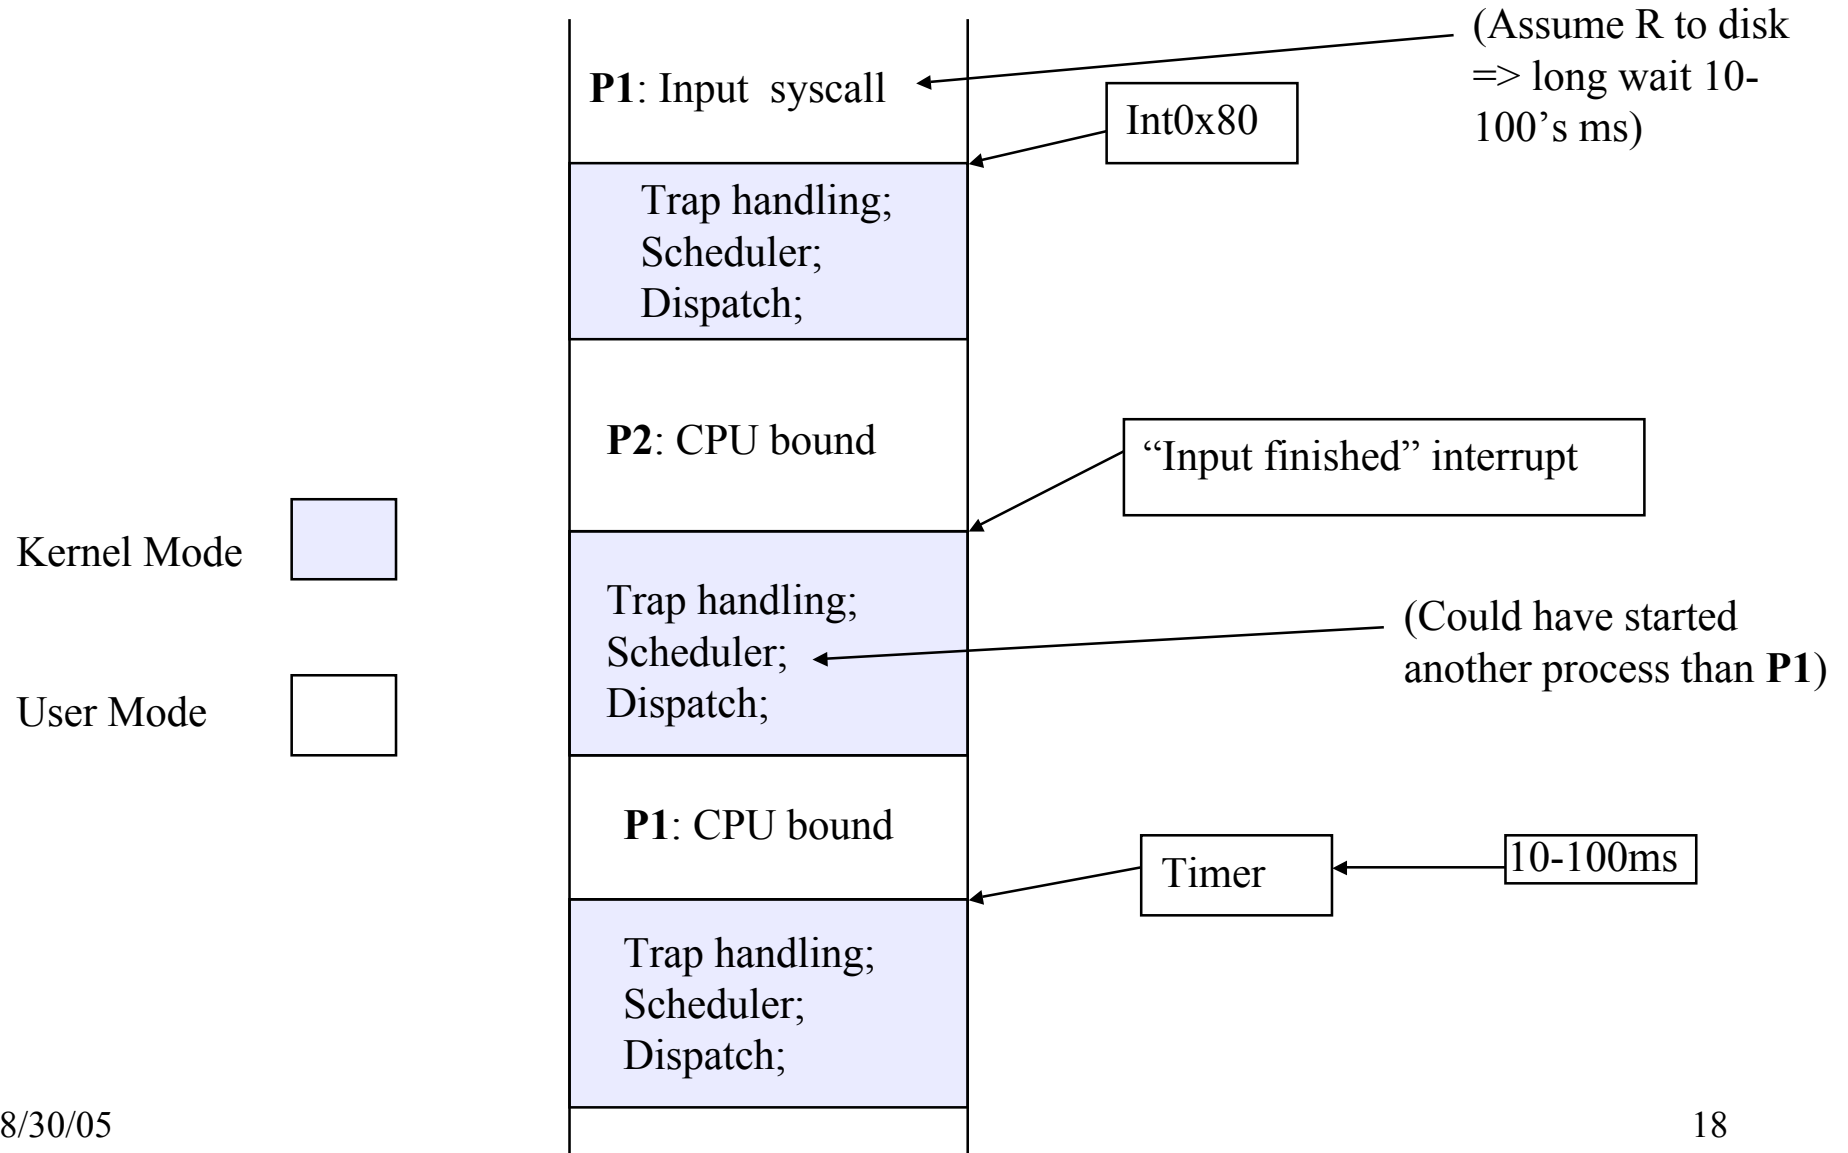 (Assume R to disk
=> long wait 10-
100’s ms)
P1: Input syscall
Int0x80
Trap handling;
Scheduler;
Dispatch;
P2: CPU bound
“Input finished” interrupt
Kernel Mode
Trap handling;
Scheduler;
Dispatch;
(Could have started
another process than P1)
User Mode
P1: CPU bound
Timer
10-100ms
Trap handling;
Scheduler;
Dispatch;
8/30/05
18